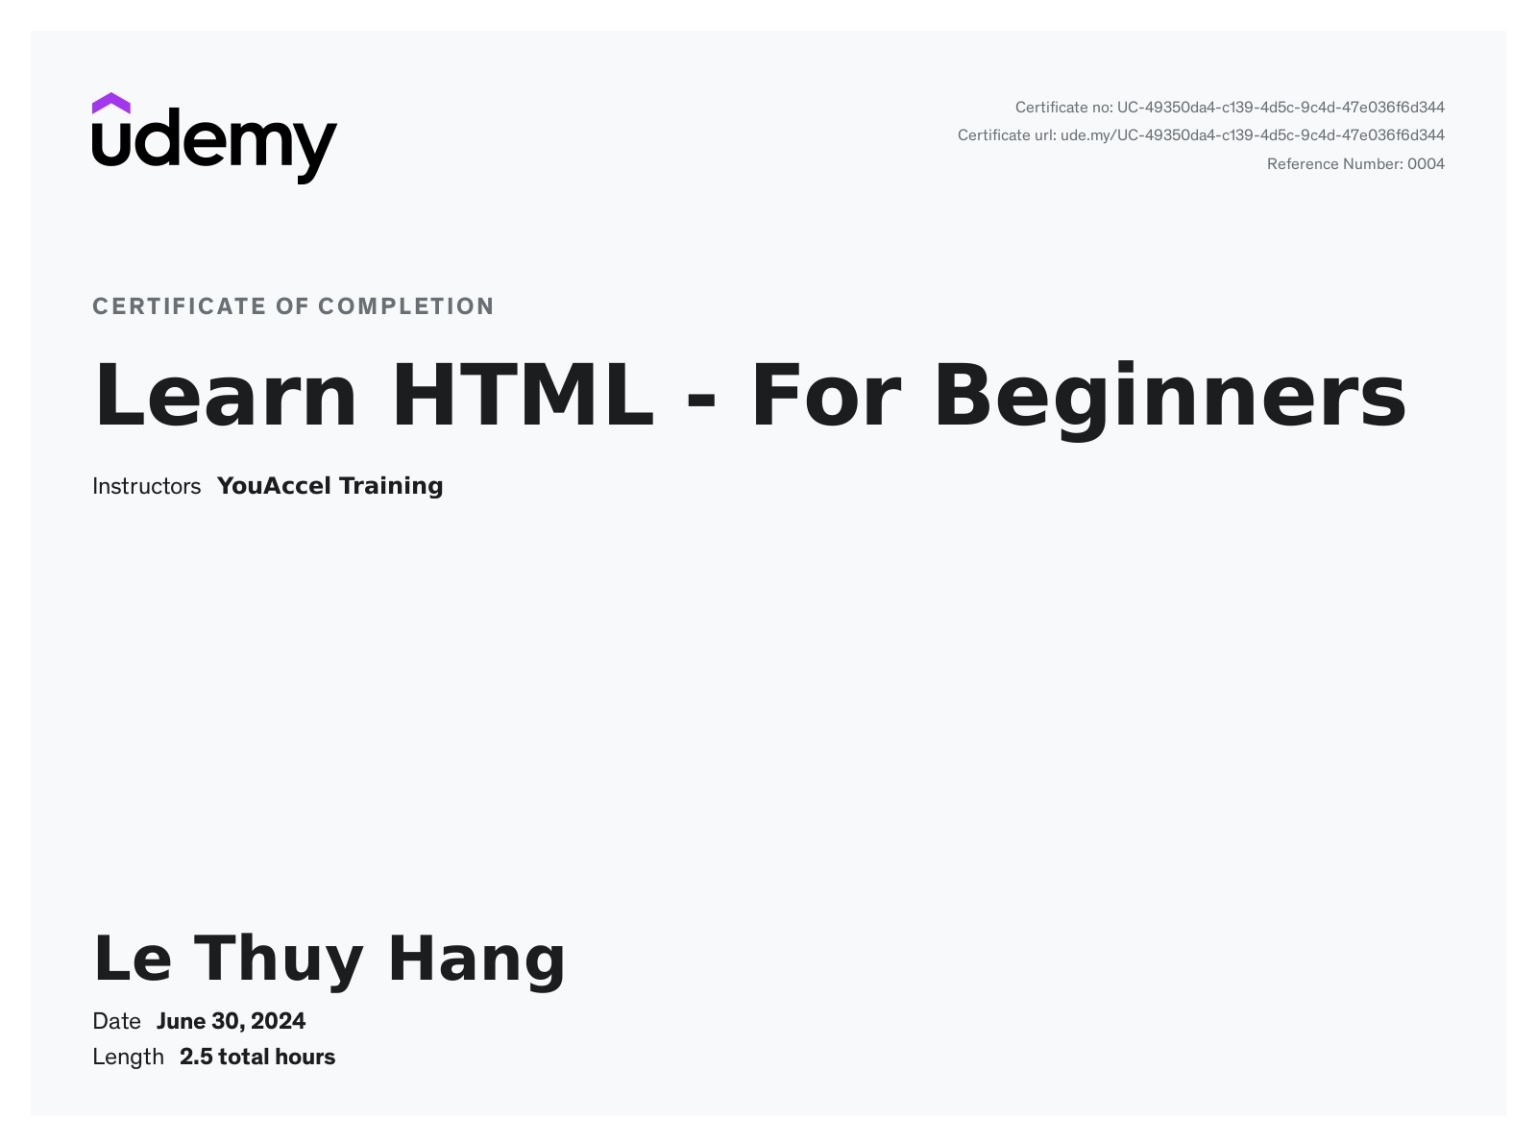 udemy
Certificate no: UC-49350da4-c139-4d5c-9c4d-47e036f6d344
Certificate url: ude.my/UC-49350da4-c139-4d5c-9c4d-47e036f6d344
Reference Number: 0004
CERTIFICATE OF COMPLETION
Learn HTML - For Beginners
Instructors YouAccel Training
Le Thuy Hang
Date June 30, 2024
Length 2.5 total hours